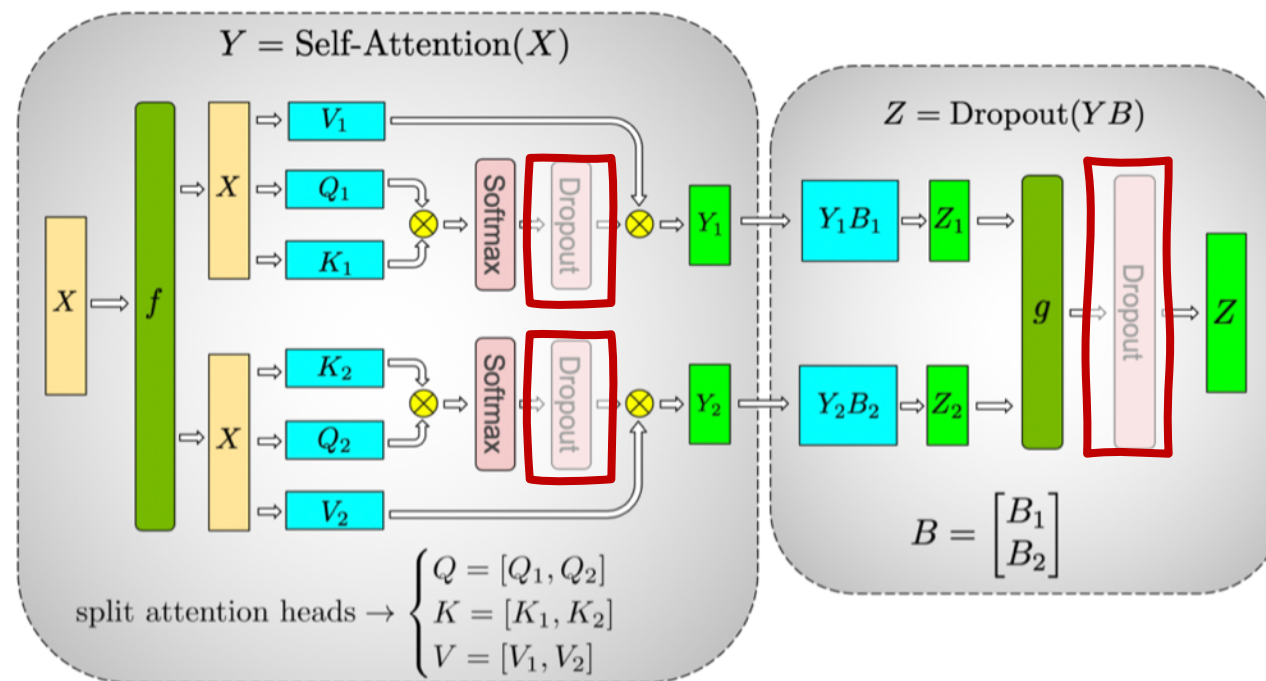 Y = Self-Attention(X)
X
f
X
V₁
Q₁
K₁
Softmax
Dropout
Y₁
X
K₂
Q₂
V₂
Softmax
Dropout
Y₂
split attention heads → { Q = [Q₁, Q₂]
K = [K₁, K₂]
V = [V₁, V₂]
Z = Dropout(YB)
Y₁B₁
Z₁
Y₂B₂
Z₂
g
Dropout
Z
B = [B₁
B₂]